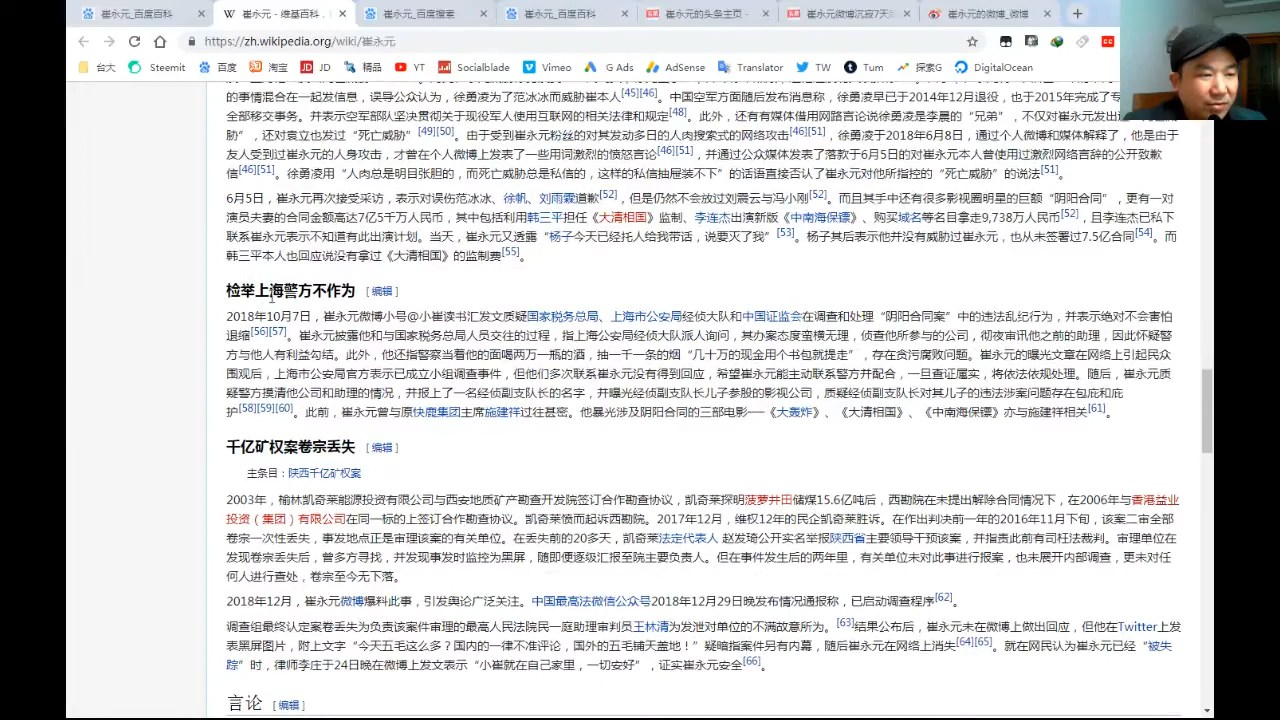 崔永元_百度百科
崔永元 - 维基百科,
崔永元_百度搜索
崔永元_百度百科
崔永元的头条主页 -
崔永元微博沉寂7天
崔永元的微博_微博
https://zh.wikipedia.org/wiki/崔永元
台大 Steemit 百度 淘宝 JD 精品 YT Socialblade Vimeo G Ads AdSense Translator TW Tum 探索G DigitalOcean
的事情混合在一起发信息，误导公众认为，徐勇凌为了范冰冰而威胁崔本人[45][46]。中国空军方面随后发布消息称，徐勇凌早已于2014年12月退役，也于2015年完成了专
全部移交事务。并表示空军部队坚决贯彻关于现役军人使用互联网的相关法律和规定[48]。此外，还有有媒体借用网路言论说徐勇凌是李晨的“兄弟”，不仅对崔永元发出
胁”，还对袁立也发过“死亡威胁”[49][50]。由于受到崔永元粉丝的对其发动多日的人肉搜索式的网络攻击[46][51]，徐勇凌于2018年6月8日，通过个人微博和媒体解释了，他是由于
友人受到过崔永元的人身攻击，才曾在个人微博上发表了一些用词激烈的愤怒言论[46][51]，并通过公众媒体发表了落款于6月5日的对崔永元本人曾使用过激烈网络言辞的公开致歉
信[46][51]。徐勇凌用“人肉总是明目张胆的，而死亡威胁总是私信的，这样的私信抽屉装不下”的话语直接否认了崔永元对他所指控的“死亡威胁”的说法[51]。
6月5日，崔永元再次接受采访，表示对误伤范冰冰、徐帆、刘雨霖道歉[52]，但是仍然不会放过刘震云与冯小刚[52]。而且其手中还有很多影视圈明星的巨额“阴阳合同”，更有一对
演员夫妻的合同金额高达7亿5千万人民币，其中包括利用韩三平担任《大清相国》监制、李连杰出演新版《中南海保镖》、购买域名等名目拿走9,738万人民币[52]，且李连杰已私下
联系崔永元表示不知道有此出演计划。当天，崔永元又透露“杨子今天已经托人给我带话，说要灭了我”[53]。杨子其后表示他并没有威胁过崔永元，也从未签署过7.5亿合同[54]。而
韩三平本人也回应说没有拿过《大清相国》的监制费[55]。
检举上海警方不作为 [编辑]
2018年10月7日，崔永元微博小号@小崔读书汇发文质疑国家税务总局、上海市公安局经侦大队和中国证监会在调查和处理“阴阳合同案”中的违法乱纪行为，并表示绝对不会害怕
退缩[56][57]。崔永元披露他和与国家税务总局人员交往的过程，指上海公安局经侦大队派人询问，其办案态度蛮横无理，侦查他所参与的公司，彻夜审讯他之前的助理，因此怀疑警
方与他人有利益勾结。此外，他还指警察当着他的面喝两万一瓶的酒，抽一千一条的烟“几十万的现金用个书包就提走”，存在贪污腐败问题。崔永元的曝光文章在网络上引起民众
围观后，上海市公安局官方表示已成立小组调查事件，但他们多次联系崔永元没有得到回应，希望崔永元能主动联系警方并配合，一旦查证属实，将依法依规处理。随后，崔永元质
疑警方摸清他公司和助理的情况，并报上了一名经侦副支队长的名字，并曝光经侦副支队长儿子参股的影视公司，质疑经侦副支队长对其儿子的违法涉案问题存在包庇和庇
护[58][59][60]。此前，崔永元曾与原快鹿集团主席施建祥过往甚密。他暴光涉及阴阳合同的三部电影──《大轰炸》、《大清相国》、《中南海保镖》亦与施建祥相关[61]。
千亿矿权案卷宗丢失 [编辑]
主条目：陕西千亿矿权案
2003年，榆林凯奇莱能源投资有限公司与西安地质矿产勘查开发院签订合作勘查协议，凯奇莱探明菠萝井田储煤15.6亿吨后，西勘院在未提出解除合同情况下，在2006年与香港益业
投资（集团）有限公司在同一标的上签订合作勘查协议。凯奇莱愤而起诉西勘院。2017年12月，维权12年的民企凯奇莱胜诉。在作出判决前一年的2016年11月下旬，该案二审全部
卷宗一次性丢失，事发地点正是审理该案的有关单位。在丢失前的20多天，凯奇莱法定代表人 赵发琦公开实名举报陕西省主要领导干预该案，并指责此前有司枉法裁判。审理单位在
发现卷宗丢失后，曾多方寻找，并发现事发时监控为黑屏，随即便逐级汇报至院主要负责人。但在事件发生后的两年里，有关单位未对此事进行报案，也未展开内部调查，更未对任
何人进行查处，卷宗至今无下落。
2018年12月，崔永元微博爆料此事，引发舆论广泛关注。中国最高法微信公众号2018年12月29日晚发布情况通报称，已启动调查程序[62]。
调查组最终认定案卷丢失为负责该案件审理的最高人民法院民一庭助理审判员王林清为发泄对单位的不满故意所为。[63]结果公布后，崔永元未在微博上做出回应，但他在Twitter上发
表黑屏图片，附上文字“今天五毛这么多？国内的一律不准评论，国外的五毛铺天盖地！”疑暗指案件另有内幕，随后崔永元在网络上消失[64][65]。就在网民认为崔永元已经“被失
踪”时，律师李庄于24日晚在微博上发文表示“小崔就在自己家里，一切安好”，证实崔永元安全[66]。
言论 [编辑]